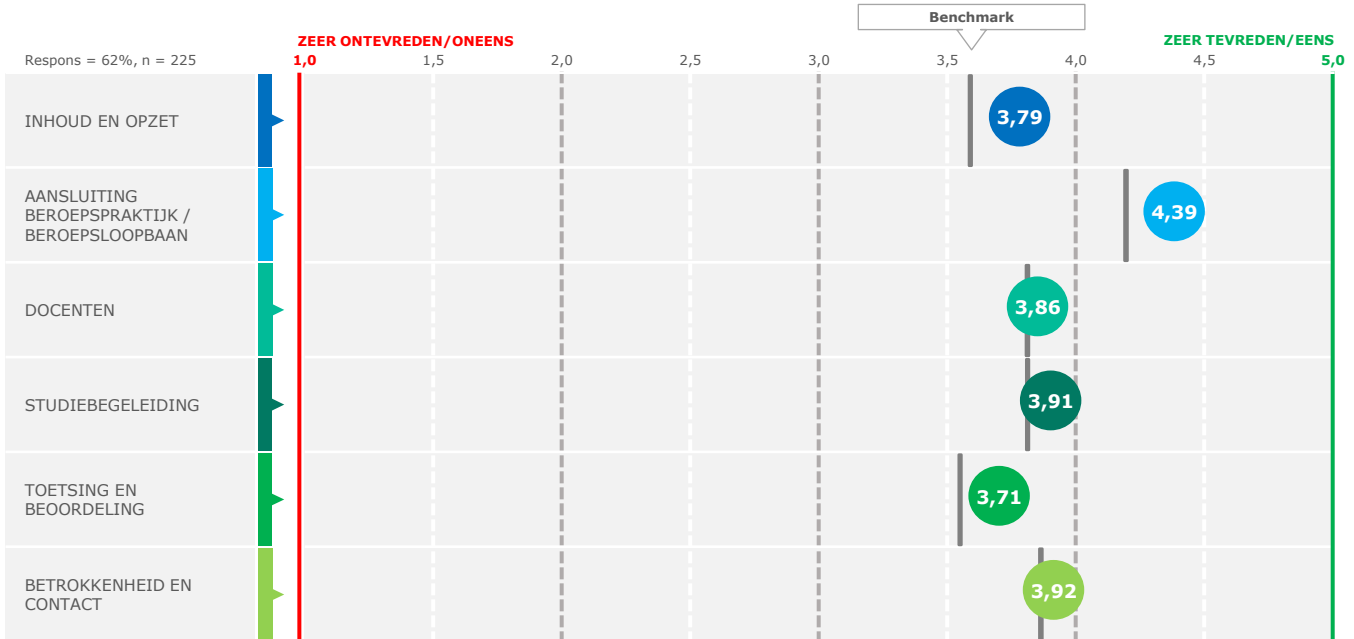 Benchmark
ZEER ONTEVREDEN/ONEENS
ZEER TEVREDEN/EENS
Respons = 62%, n = 225
1,0
1,5
2,0
2,5
3,0
3,5
4,0
4,5
5,0
INHOUD EN OPZET
3,79
AANSLUITING
BEROEPSPRAKTIJK /
BEROEPSLOOPBAAN
4,39
DOCENTEN
3,86
STUDIEBEGELEIDING
3,91
TOETSING EN
BEOORDELING
3,71
BETROKKENHEID EN
CONTACT
3,92